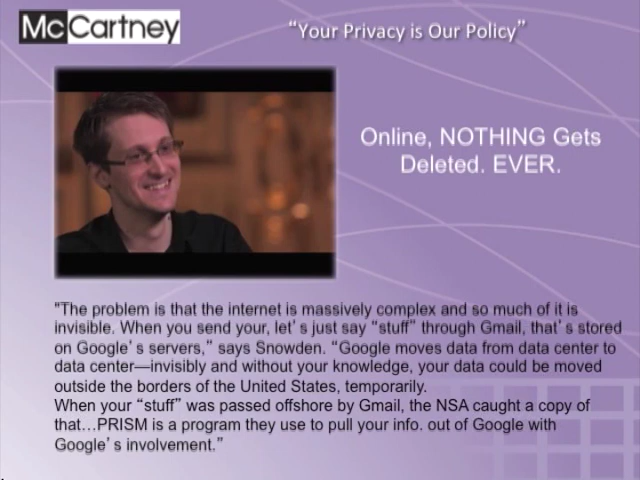 McCartney
“Your Privacy is Our Policy”
Online, NOTHING Gets
Deleted. EVER.
"The problem is that the internet is massively complex and so much of it is
invisible. When you send your, let’s just say “stuff” through Gmail, that’s stored
on Google’s servers,” says Snowden. “Google moves data from data center to
data center—invisibly and without your knowledge, your data could be moved
outside the borders of the United States, temporarily.
When your “stuff” was passed offshore by Gmail, the NSA caught a copy of
that…PRISM is a program they use to pull your info. out of Google with
Google’s involvement.”